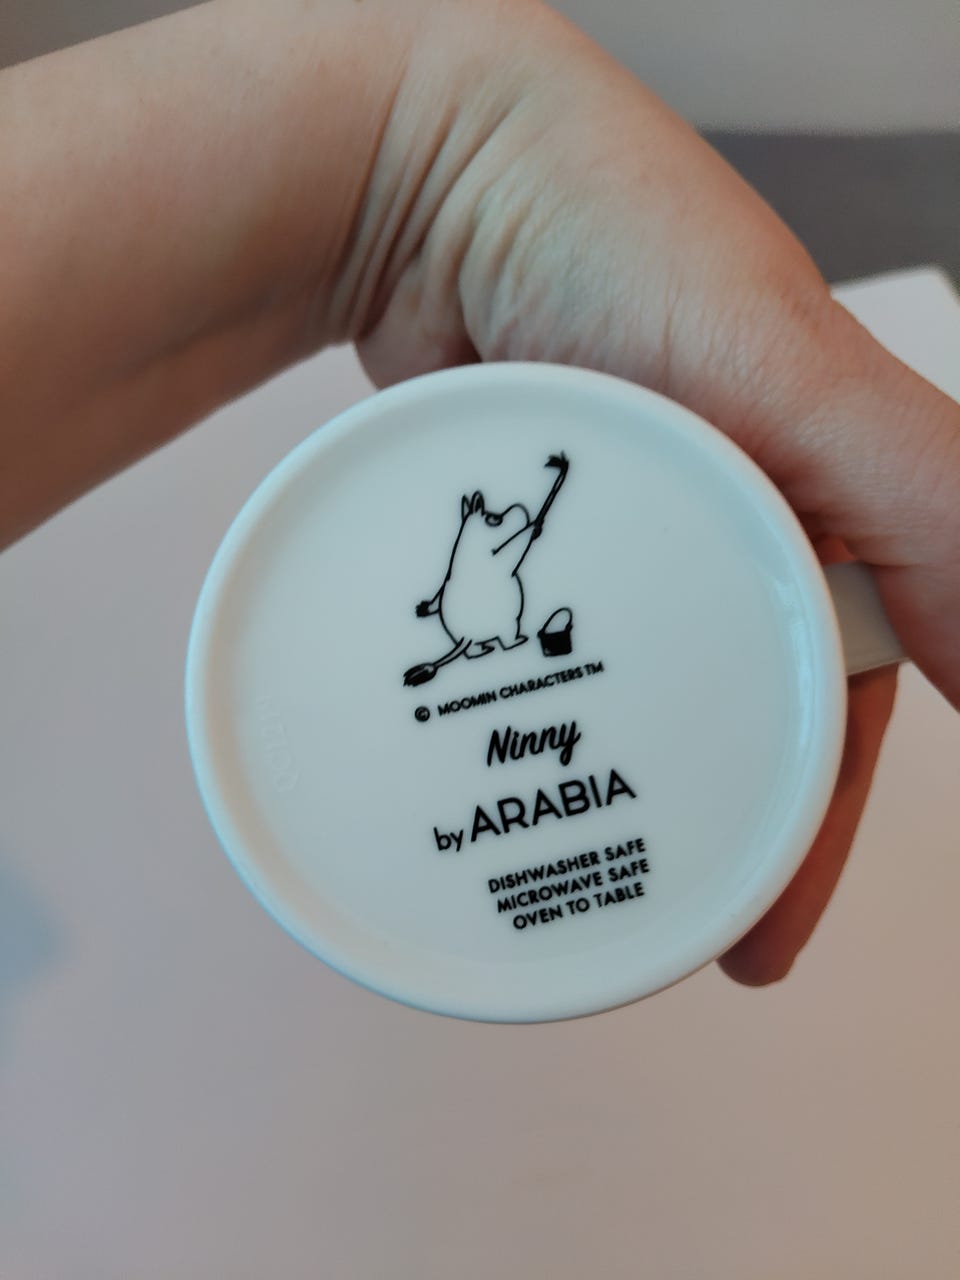 © MOOMIN CHARACTERS TM
Ninny
by ARABIA
DISHWASHER SAFE
MICROWAVE SAFE
OVEN TO TABLE